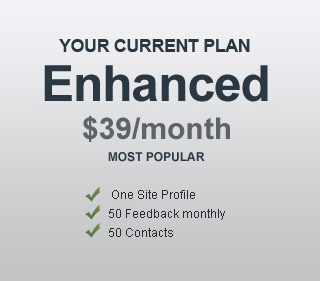 YOUR CURRENT PLAN
Enhanced
$39/month
MOST POPULAR
One Site Profile
50 Feedback monthly
50 Contacts